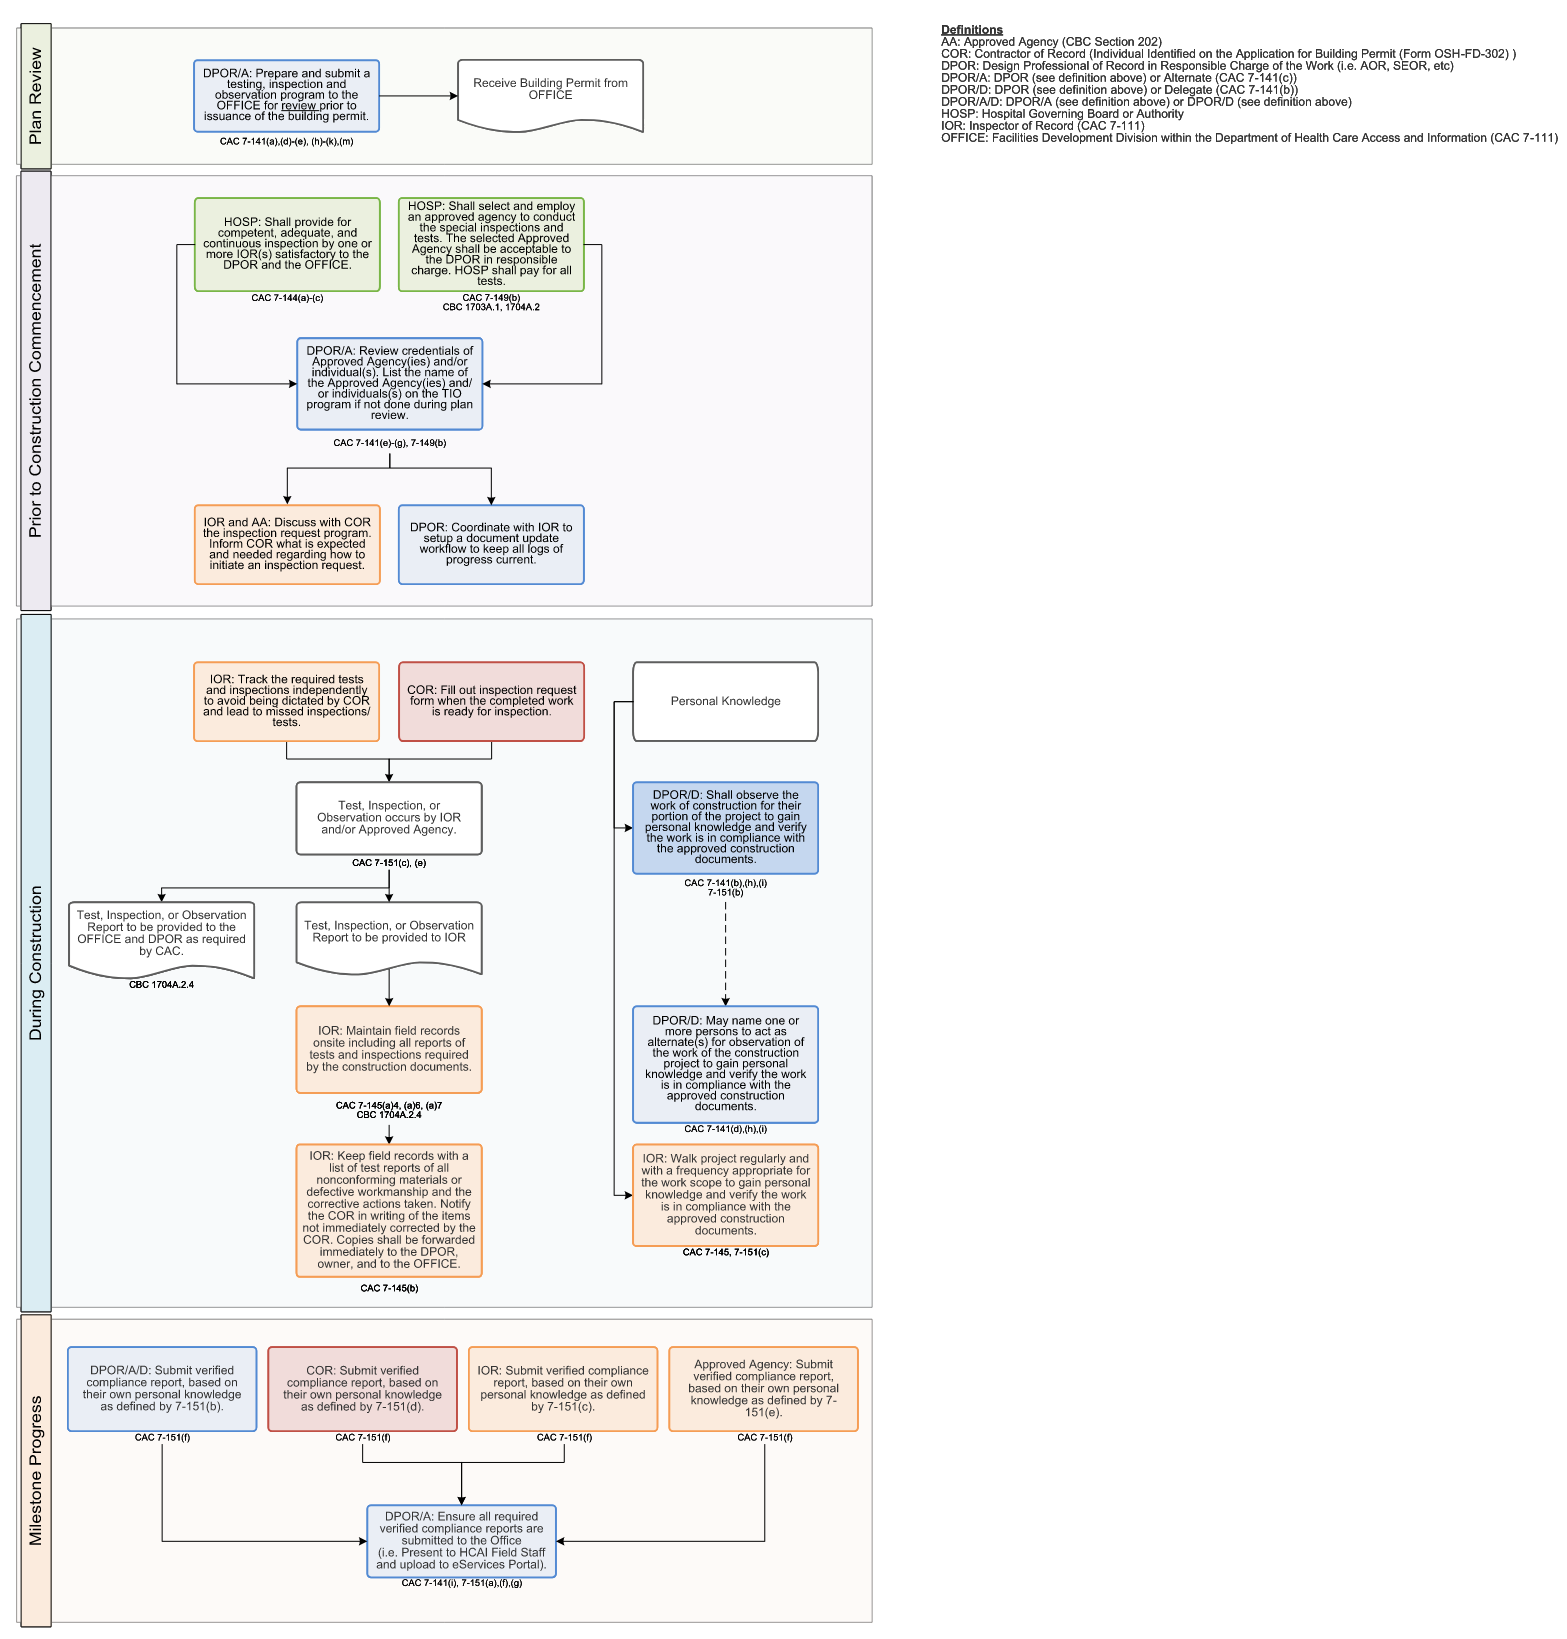 Plan Review
DPOR/A: Prepare and submit a
testing, inspection and
observation program to the
OFFICE for review prior to
issuance of the building permit.
CAC 7-141(a),(d)-(e), (h)-(k),(m)
Receive Building Permit from
OFFICE
Definitions
AA: Approved Agency (CBC Section 202)
COR: Contractor of Record (Individual Identified on the Application for Building Permit (Form OSH-FD-302) )
DPOR: Design Professional of Record in Responsible Charge of the Work (i.e. AOR, SEOR, etc)
DPOR/A: DPOR (see definition above) or Alternate (CAC 7-141(c))
DPOR/D: DPOR (see definition above) or Delegate (CAC 7-141(b))
DPOR/A/D: DPOR/A (see definition above) or DPOR/D (see definition above)
HOSP: Hospital Governing Board or Authority
IOR: Inspector of Record (CAC 7-111)
OFFICE: Facilities Development Division within the Department of Health Care Access and Information (CAC 7-111)
Prior to Construction Commencement
HOSP: Shall provide for
competent, adequate, and
continuous inspection by one or
more IOR(s) satisfactory to the
DPOR and the OFFICE.
CAC 7-144(a)-(c)
HOSP: Shall select and employ
an approved agency to conduct
the special inspections and
tests. The selected Approved
Agency shall be acceptable to
the DPOR in responsible
charge. HOSP shall pay for all
tests.
CAC 7-149(b)
CBC 1703A.1, 1704A.2
DPOR/A: Review credentials of
Approved Agency(ies) and/or
individual(s). List the name of
the Approved Agency(ies) and/
or individuals(s) on the TIO
program if not done during plan
review.
CAC 7-141(e)-(g), 7-149(b)
IOR and AA: Discuss with COR
the inspection request program.
Inform COR what is expected
and needed regarding how to
initiate an inspection request.
DPOR: Coordinate with IOR to
setup a document update
workflow to keep all logs of
progress current.
During Construction
IOR: Track the required tests
and inspections independently
to avoid being dictated by COR
and lead to missed inspections/
tests.
COR: Fill out inspection request
form when the completed work
is ready for inspection.
Personal Knowledge
Test, Inspection, or
Observation occurs by IOR
and/or Approved Agency.
CAC 7-151(c), (e)
DPOR/D: Shall observe the
work of construction for their
portion of the project to gain
personal knowledge and verify
the work is in compliance with
the approved construction
documents.
CAC 7-141(b),(h),(i)
7-151(b)
Test, Inspection, or Observation
Report to be provided to the
OFFICE and DPOR as required
by CAC.
CBC 1704A.2.4
Test, Inspection, or Observation
Report to be provided to IOR
IOR: Maintain field records
onsite including all reports of
tests and inspections required
by the construction documents.
CAC 7-145(a)4, (a)6, (a)7
CBC 1704A.2.4
DPOR/D: May name one or
more persons to act as
alternate(s) for observation of
the work of the construction
project to gain personal
knowledge and verify the work
is in compliance with the
approved construction
documents.
CAC 7-141(d),(h),(i)
IOR: Keep field records with a
list of test reports of all
nonconforming materials or
defective workmanship and the
corrective actions taken. Notify
the COR in writing of the items
not immediately corrected by the
COR. Copies shall be forwarded
immediately to the DPOR,
owner, and to the OFFICE.
CAC 7-145(b)
IOR: Walk project regularly and
with a frequency appropriate for
the work scope to gain personal
knowledge and verify the work
is in compliance with the
approved construction
documents.
CAC 7-145, 7-151(c)
Milestone Progress
DPOR/A/D: Submit verified
compliance report, based on
their own personal knowledge
as defined by 7-151(b).
CAC 7-151(f)
COR: Submit verified
compliance report, based on
their own personal knowledge
as defined by 7-151(d).
CAC 7-151(f)
IOR: Submit verified compliance
report, based on their own
personal knowledge as defined
by 7-151(c).
CAC 7-151(f)
Approved Agency: Submit
verified compliance report,
based on their own personal
knowledge as defined by 7-
151(e).
CAC 7-151(f)
DPOR/A: Ensure all required
verified compliance reports are
submitted to the Office
(i.e. Present to HCAI Field Staff
and upload to eServices Portal).
CAC 7-141(i), 7-151(a),(f),(g)